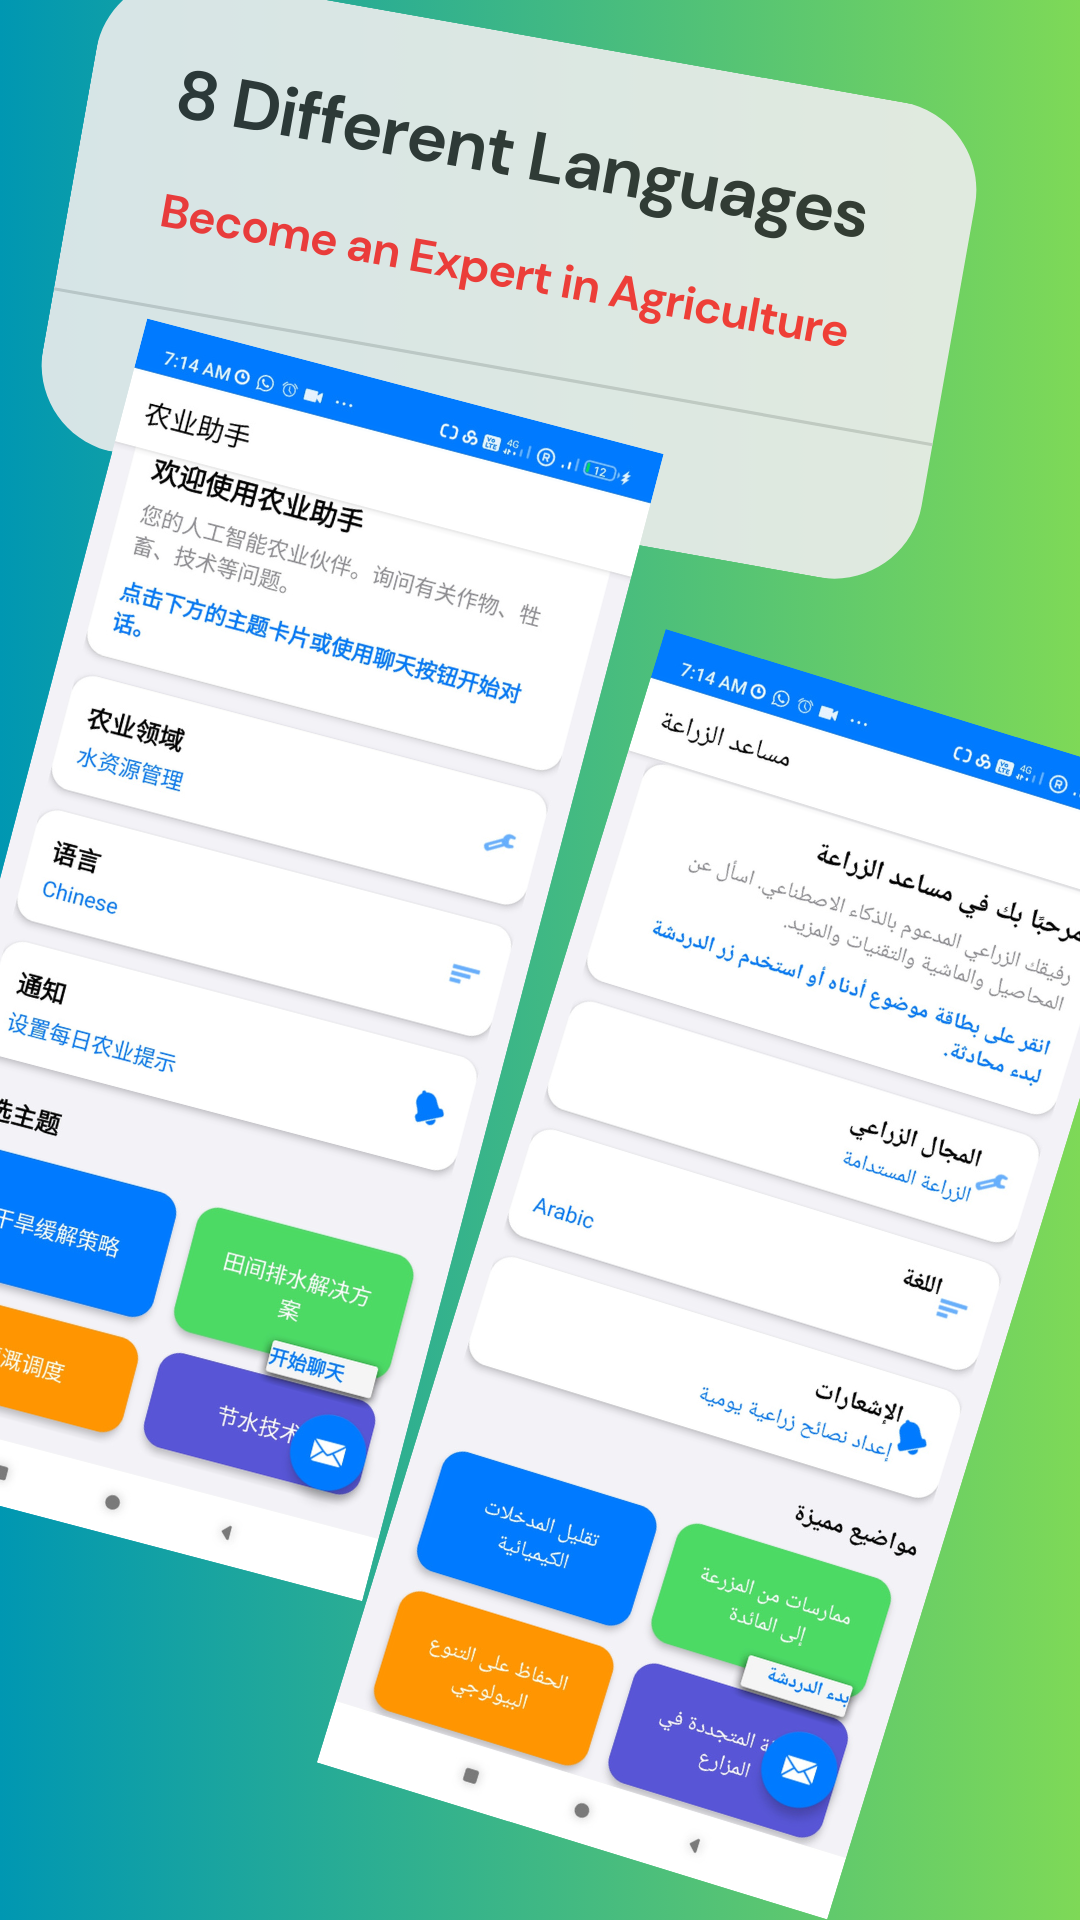 8 Different Languages
Become an Expert in Agriculture
7:14 AM
Vo
LTE
4G
R
12
农业助手
欢迎使用农业助手
您的人工智能农业伙伴。询问有关作物、牲
畜、技术等问题。
点击下方的主题卡片或使用聊天按钮开始对
话。
农业领域
水资源管理
语言
Chinese
通知
设置每日农业提示
选主题
干旱缓解策略
田间排水解决方
案
溉调度
节水技术
开始聊天
7:14 AM
Vo
LTE
4G
R
مساعد الزراعة
مرحبًا بك في مساعد الزراعة
رفيقك الزراعي المدعوم بالذكاء الاصطناعي. اسأل عن
المحاصيل والماشية والتقنيات والمزيد.
انقر على بطاقة موضوع أدناه أو استخدم زر الدردشة
لبدء محادثة.
المجال الزراعي
الزراعة المستدامة
اللغة
Arabic
الإشعارات
إعداد نصائح زراعية يومية
مواضيع مميزة
تقليل المدخلات
الكيميائية
ممارسات من المزرعة
إلى المائدة
الحفاظ على التنوع
البيولوجي
المتجددة في
المزارع
بدء الدردشة